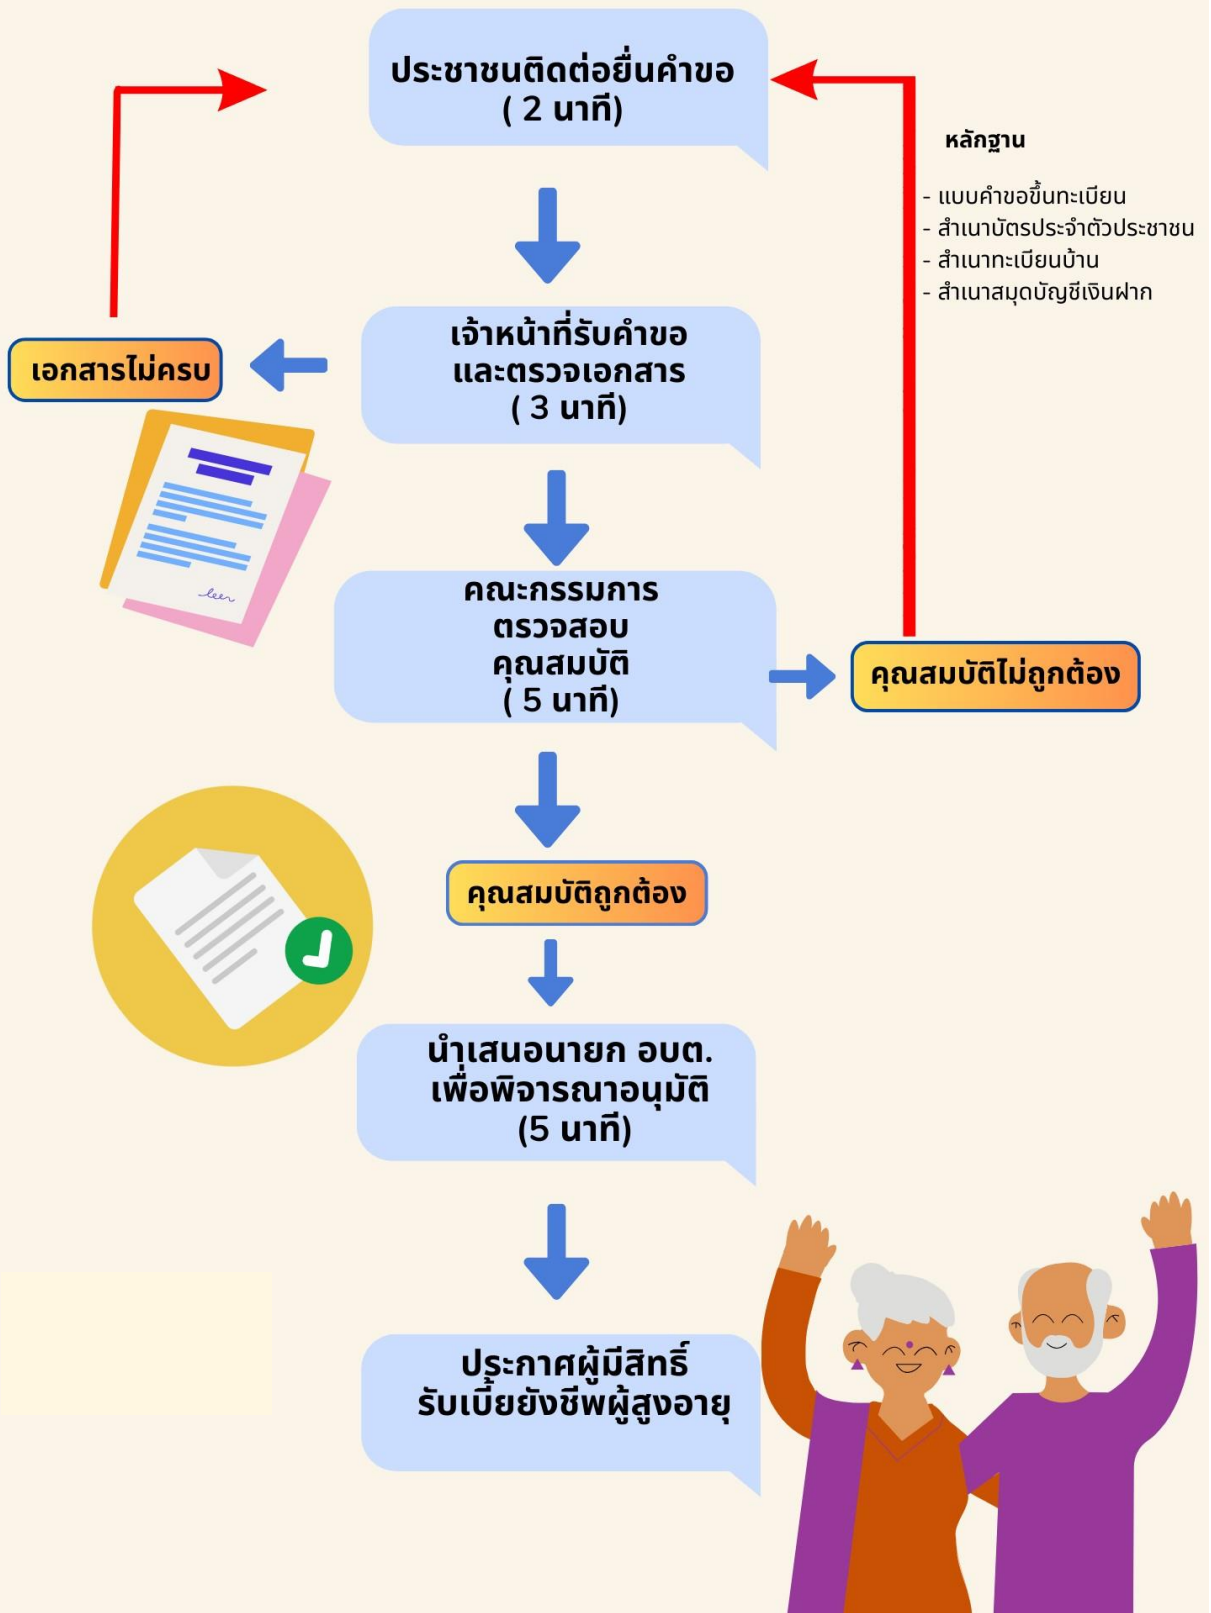 ประชาชนติดต่อยื่นคำขอ
( 2 นาที)
หลักฐาน
- แบบคำขอขึ้นทะเบียน
- สำเนาบัตรประจำตัวประชาชน
- สำเนาทะเบียนบ้าน
- สำเนาสมุดบัญชีเงินฝาก
เจ้าหน้าที่รับคำขอ
และตรวจเอกสาร
( 3 นาที)
เอกสารไม่ครบ
คณะกรรมการ
ตรวจสอบ
คุณสมบัติ
( 5 นาที)
คุณสมบัติไม่ถูกต้อง
คุณสมบัติถูกต้อง
นำเสนอนายก อบต.
เพื่อพิจารณาอนุมัติ
(5 นาที)
ประกาศผู้มีสิทธิ์
รับเบี้ยยังชีพผู้สูงอายุ